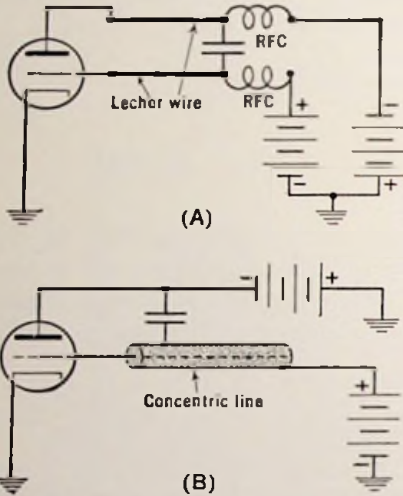 RFC
Lecher wire
RFC
+
-
-
+
(A)
-
+
Concentric line
+
-
(B)